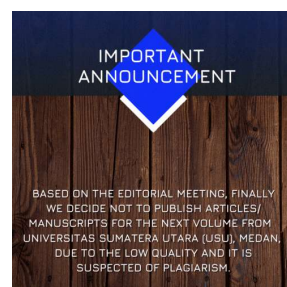 IMPORTANT
ANNOUNCEMENT
BASED ON THE EDITORIAL MEETING, FINALLY
WE DECIDE NOT TO PUBLISH ARTICLES/
MANUSCRIPTS FOR THE NEXT VOLUME FROM
UNIVERSITAS SUMATERA UTARA (USU), MEDAN,
DUE TO THE LOW QUALITY AND IT IS
SUSPECTED OF PLAGIARISM.